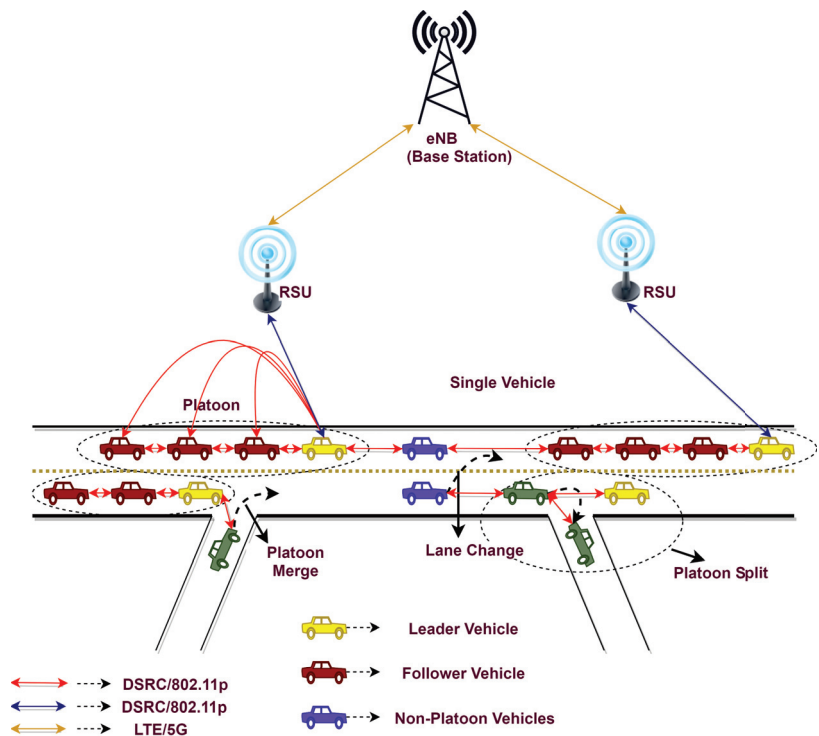 eNB
(Base Station)
RSU
RSU
Single Vehicle
Platoon
Platoon
Merge
Lane Change
Platoon Split
Leader Vehicle
Follower Vehicle
Non-Platoon Vehicles
DSRC/802.11p
DSRC/802.11p
LTE/5G